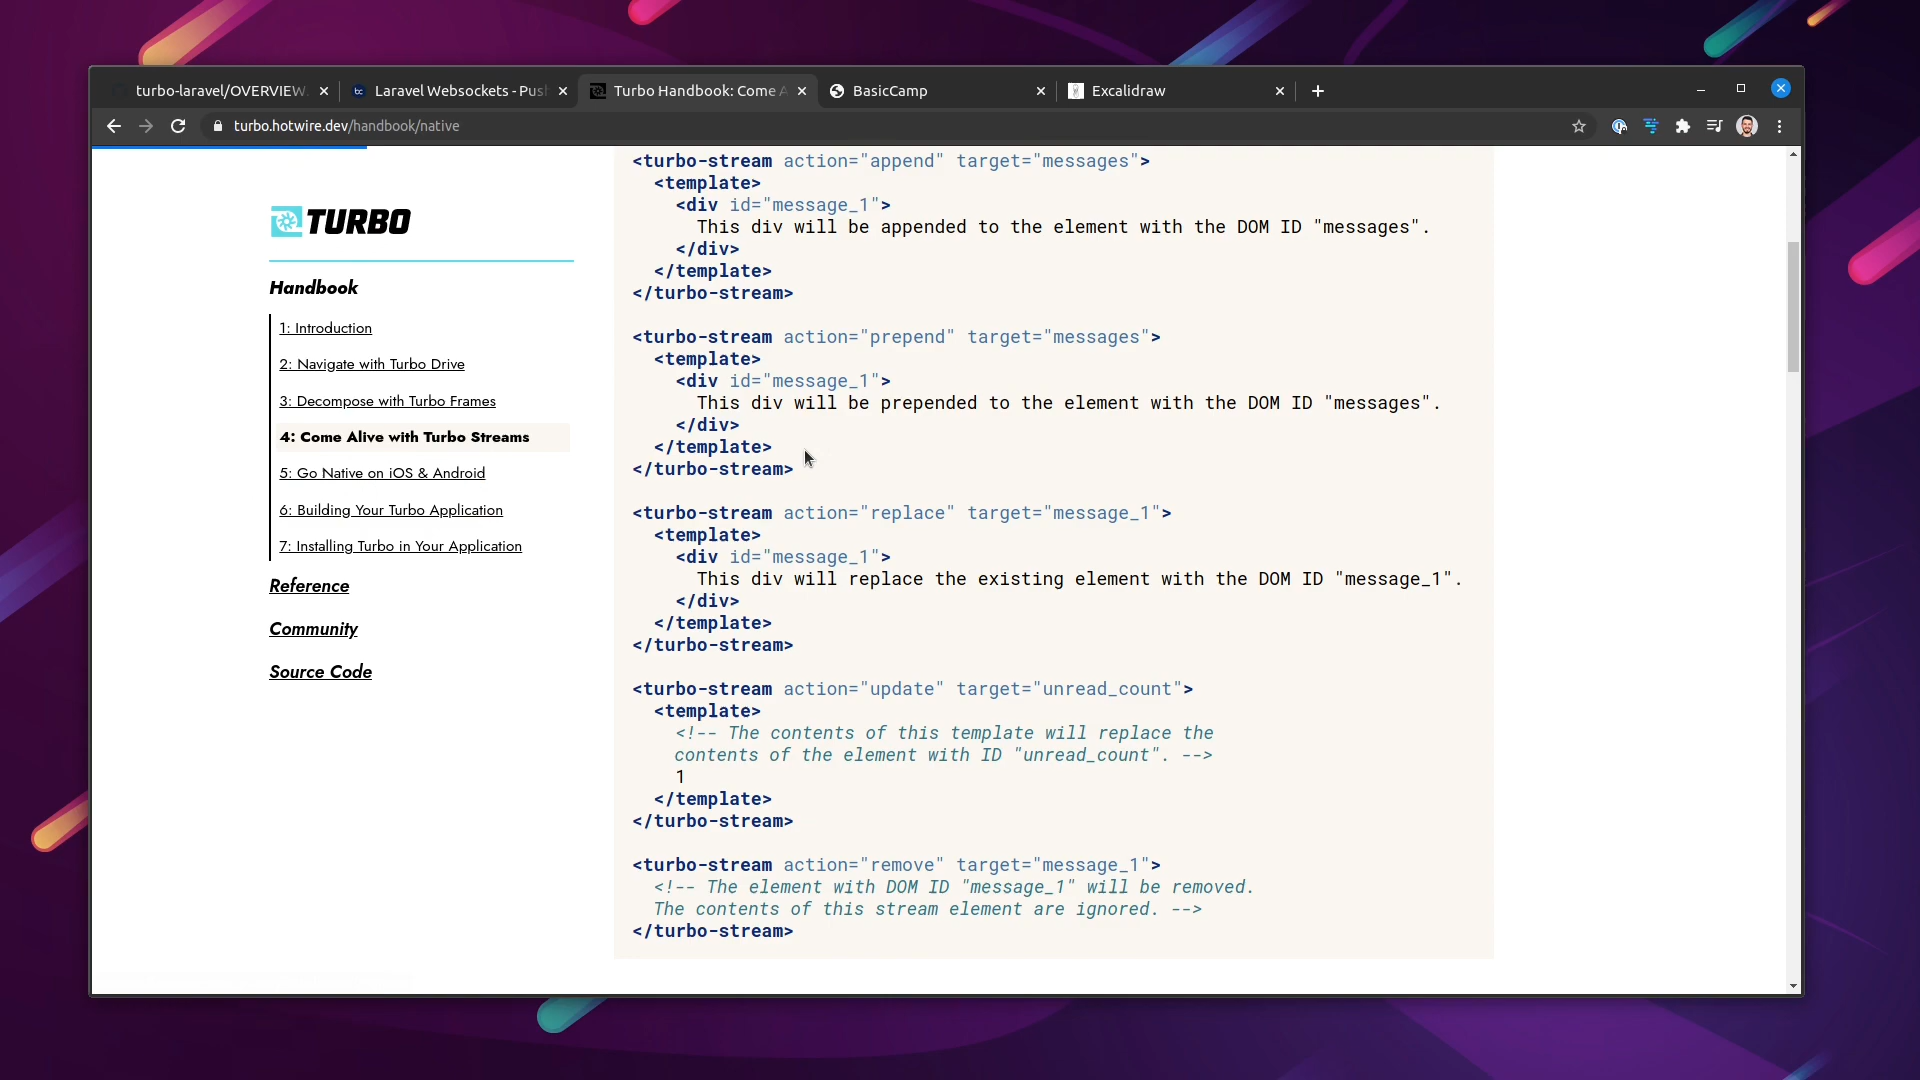 turbo-laravel/OVERVIEW.
Laravel Websockets - Pus
Turbo Handbook: Come A
BasicCamp
Excalidraw
turbo.hotwire.dev/handbook/native
TURBO
Handbook
1: Introduction
2: Navigate with Turbo Drive
3: Decompose with Turbo Frames
4: Come Alive with Turbo Streams
5: Go Native on iOS & Android
6: Building Your Turbo Application
7: Installing Turbo in Your Application
Reference
Community
Source Code
<turbo-stream action="append" target="messages">
  <template>
    <div id="message_1">
      This div will be appended to the element with the DOM ID "messages".
    </div>
  </template>
</turbo-stream>
<turbo-stream action="prepend" target="messages">
  <template>
    <div id="message_1">
      This div will be prepended to the element with the DOM ID "messages".
    </div>
  </template>
</turbo-stream>
<turbo-stream action="replace" target="message_1">
  <template>
    <div id="message_1">
      This div will replace the existing element with the DOM ID "message_1".
    </div>
  </template>
</turbo-stream>
<turbo-stream action="update" target="unread_count">
  <template>
    <!-- The contents of this template will replace the
    contents of the element with ID "unread_count". -->
    1
  </template>
</turbo-stream>
<turbo-stream action="remove" target="message_1">
  <!-- The element with DOM ID "message_1" will be removed.
  The contents of this stream element are ignored. -->
</turbo-stream>